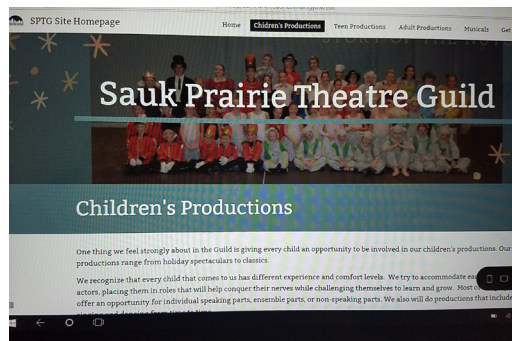 SPTG Site Homepage
Home Chidren's Productions Teen Productions Adult Productions Musicals Get
Sauk Prairie Theatre Guild
Children's Productions
One thing we feel strongly about in the Guild is giving every child an opportunity to be involved in our children's productions. Our
productions range from holiday spectaculars to classics.
We recognize that every child that comes to us has different experience and comfort levels. We try to accommodate
actors, placing them in roles that will help conquer their nerves while challenging themselves to learn and grow. Most
offer an opportunity for individual speaking parts, ensemble parts, or non-speaking parts. We also will do productions that include